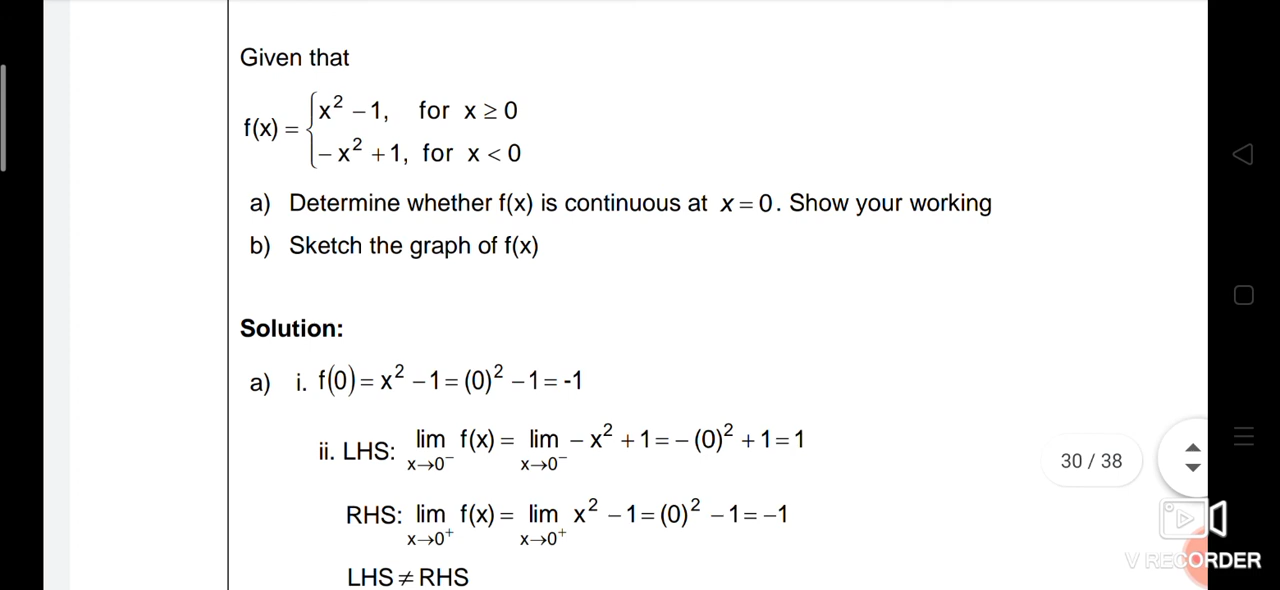 Given that
f(x) = { x² − 1, for x ≥ 0
− x² + 1, for x < 0
a) Determine whether f(x) is continuous at x = 0. Show your working
b) Sketch the graph of f(x)
Solution:
a) i. f(0) = x² − 1 = (0)² − 1 = -1
ii. LHS: lim f(x) = lim − x² + 1 = − (0)² + 1 = 1
x→0⁻ x→0⁻
30 / 38
RHS: lim f(x) = lim x² − 1 = (0)² − 1 = −1
x→0⁺ x→0⁺
V RECORDER
LHS ≠ RHS